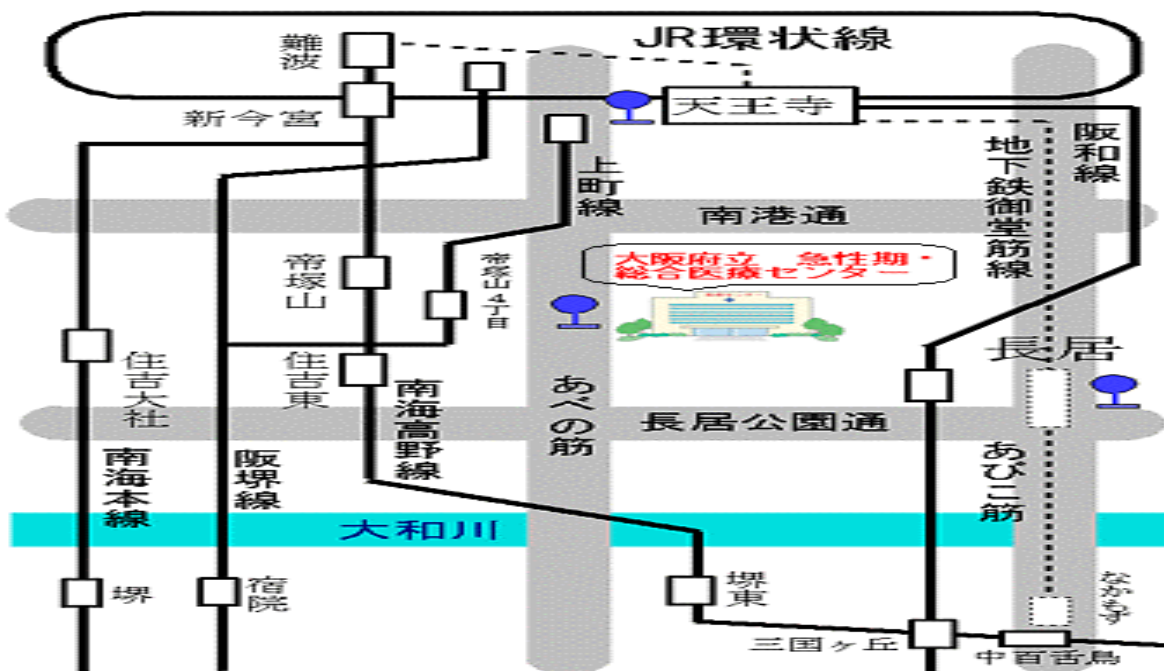 JR環状線
難波
新今宮
天王寺
阪和線
地下鉄御堂筋線
上町線
南港通
帝塚山
帝塚山4丁目
大阪府立　急性期・
総合医療センター
長居
住吉大社
住吉東
南海高野線
あべの筋
長居公園通
あびこ筋
南海本線
阪堺線
大和川
堺
宿院
堺東
三国ヶ丘
なかもず
中百舌鳥